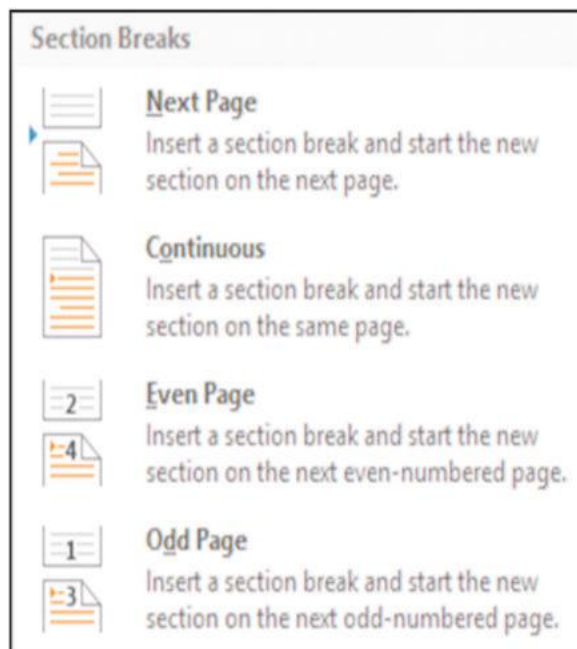 Section Breaks
Next Page
Insert a section break and start the new
section on the next page.
Continuous
Insert a section break and start the new
section on the same page.
2
Even Page
4
Insert a section break and start the new
section on the next even-numbered page.
1
Odd Page
3
Insert a section break and start the new
section on the next odd-numbered page.